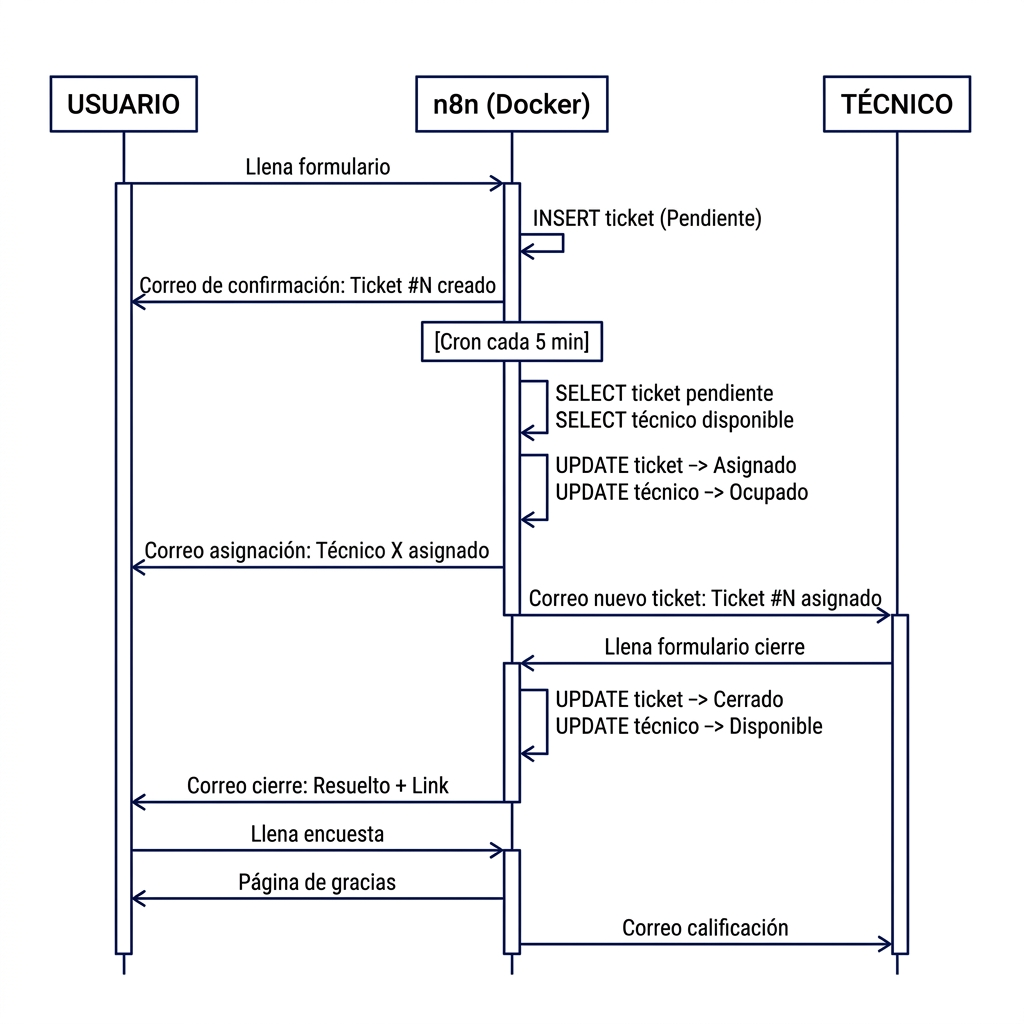 USUARIO
n8n (Docker)
TÉCNICO
Llena formulario
INSERT ticket (Pendiente)
Correo de confirmación: Ticket #N creado
[Cron cada 5 min]
SELECT ticket pendiente
SELECT técnico disponible
UPDATE ticket –> Asignado
UPDATE técnico –> Ocupado
Correo asignación: Técnico X asignado
Correo nuevo ticket: Ticket #N asignado
Llena formulario cierre
UPDATE ticket –> Cerrado
UPDATE técnico –> Disponible
Correo cierre: Resuelto + Link
Llena encuesta
Página de gracias
Correo calificación